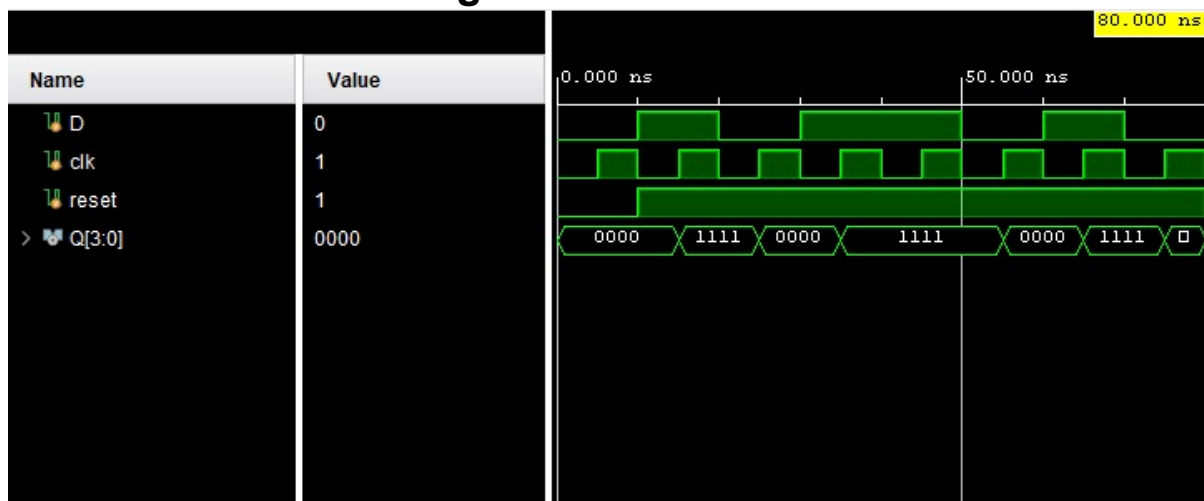 80.000 ns
Name Value 0.000 ns 50.000 ns
D 0
clk 1
reset 1
Q[3:0] 0000 0000 1111 0000 1111 0000 1111